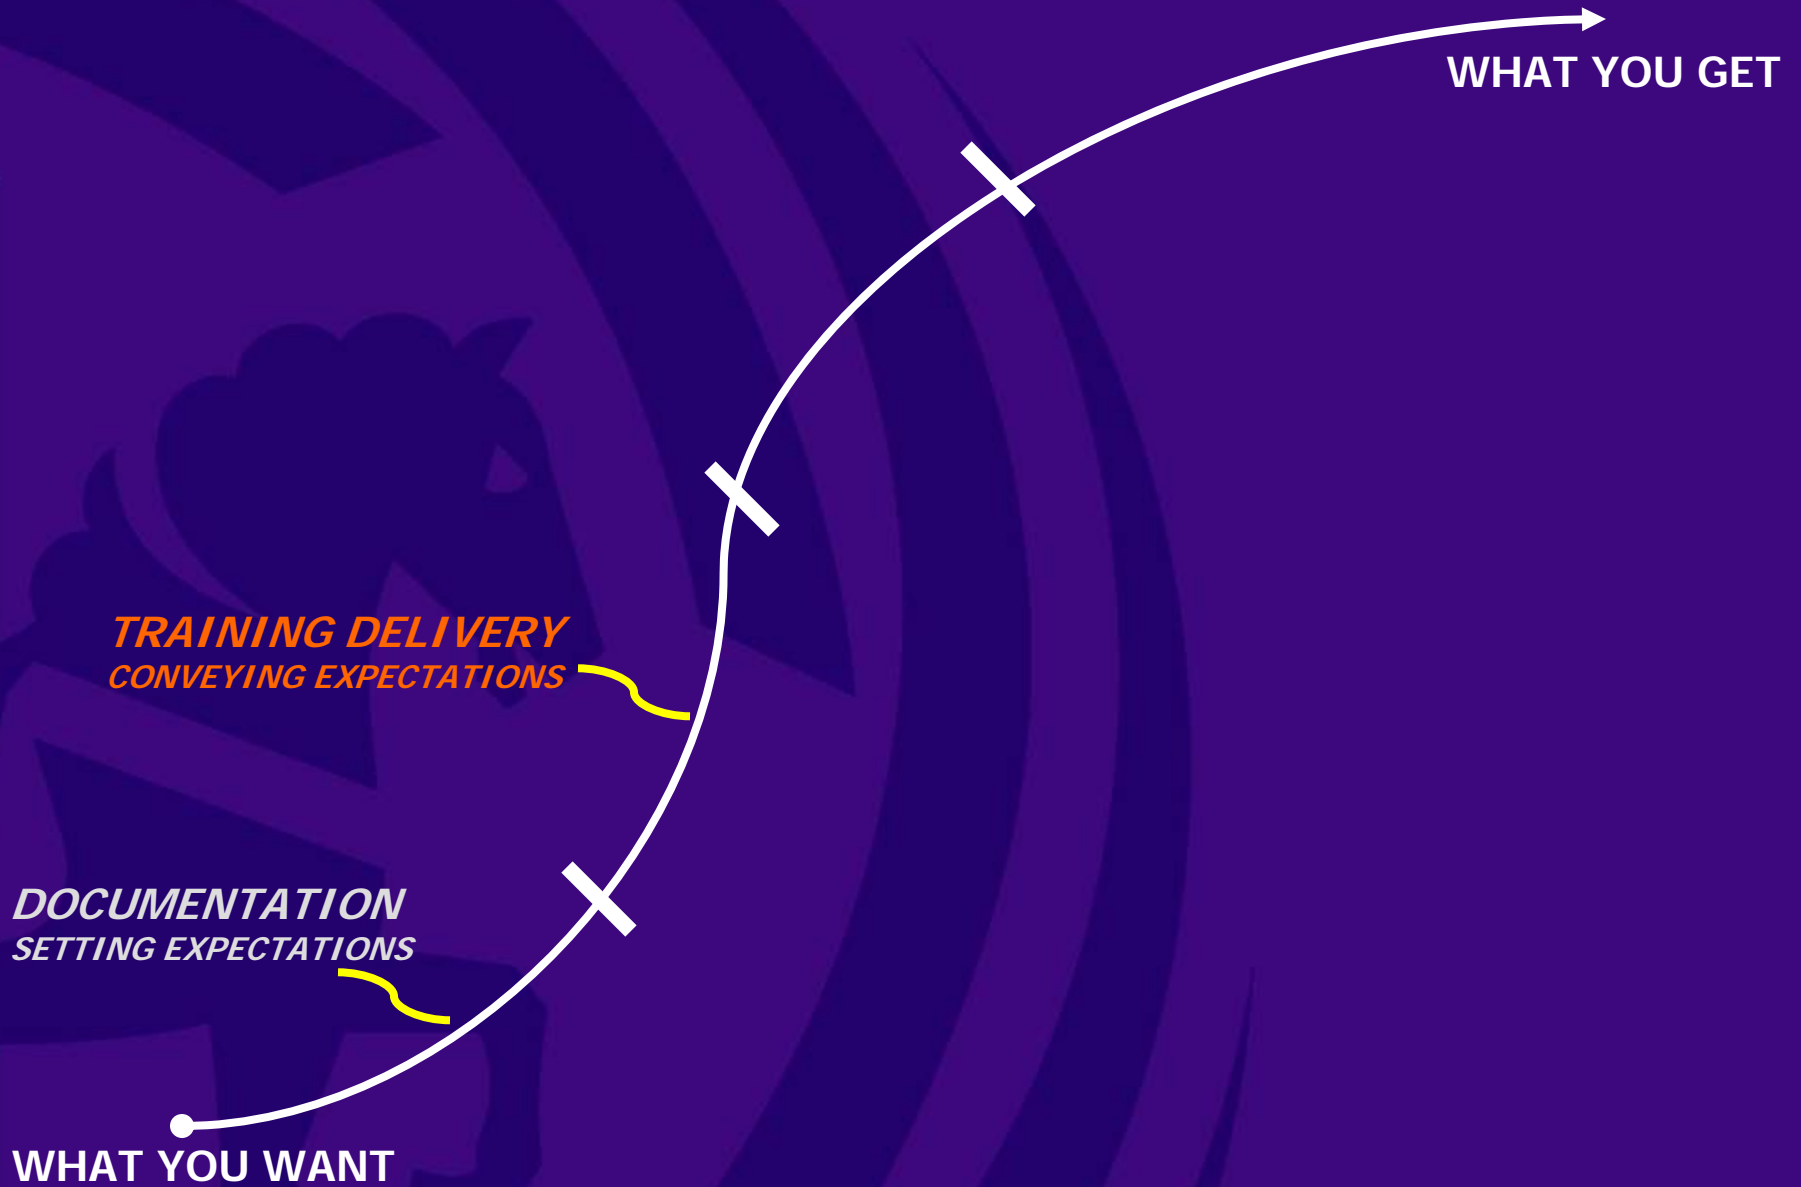 WHAT YOU GET
TRAINING DELIVERY
CONVEYING EXPECTATIONS
DOCUMENTATION
SETTING EXPECTATIONS
WHAT YOU WANT